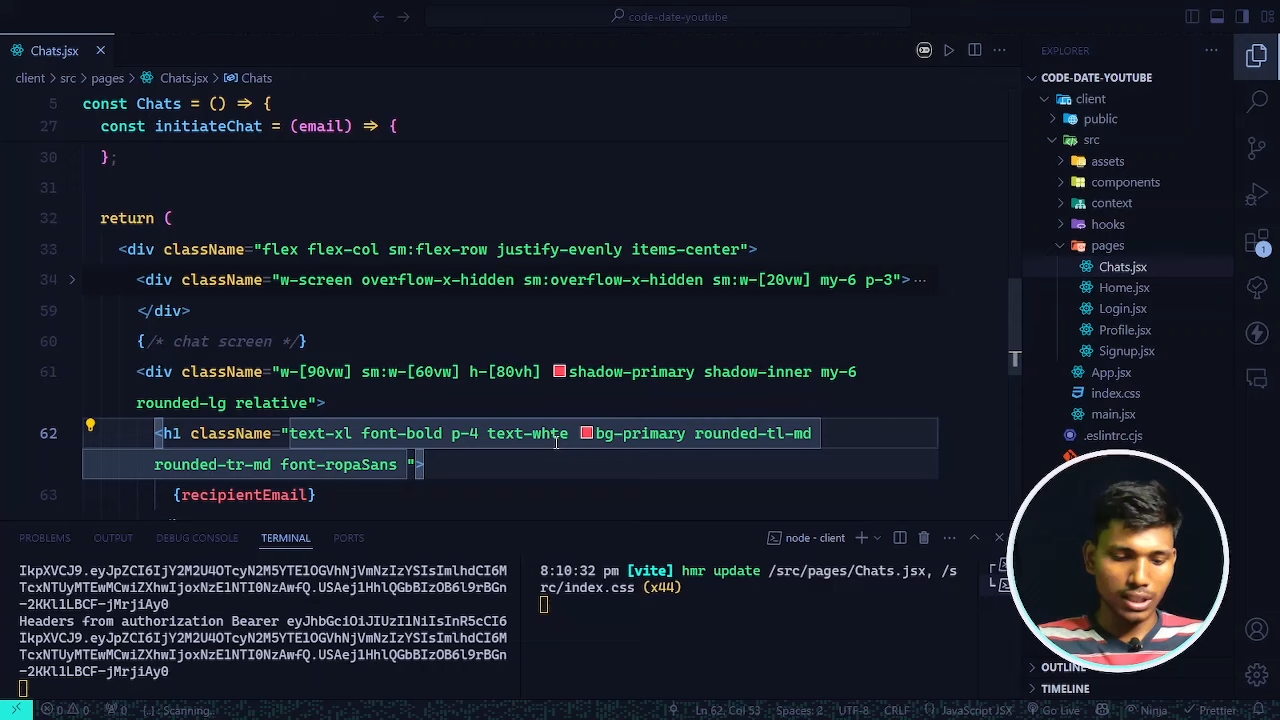 code-date-youtube
Chats.jsx
EXPLORER
client > src > pages > Chats.jsx > Chats
CODE-DATE-YOUTUBE
client
public
src
assets
components
context
hooks
pages
Chats.jsx
Home.jsx
Login.jsx
Profile.jsx
Signup.jsx
App.jsx
index.css
main.jsx
.eslintrc.cjs
OUTLINE
TIMELINE
5 const Chats = () => {
27 const initiateChat = (email) => {
30 };
31
32 return (
33 <div className="flex flex-col sm:flex-row justify-evenly items-center">
34 <div className="w-screen overflow-x-hidden sm:overflow-x-hidden sm:w-[20vw] my-6 p-3">...
59 </div>
60 {/* chat screen */}
61 <div className="w-[90vw] sm:w-[60vw] h-[80vh] shadow-primary shadow-inner my-6
rounded-lg relative">
62 <h1 className="text-xl font-bold p-4 text-whte bg-primary rounded-tl-md
rounded-tr-md font-ropaSans ">
63 {recipientEmail}
PROBLEMS OUTPUT DEBUG CONSOLE TERMINAL PORTS
node - client
IkpXVCJ9.eyJpZCI6IjY2M2U4OTcyN2M5YTE1OGVhNjVmNzIzYSIsImlhdCI6M
TcxNTUyMTEwMCwiZXhwIjoxNzE1NTI0NzAwfQ.USAej1HhlQGbBIzOB6l9rBGn
-2KKl1LBCF-jMrjiAy0
Headers from authorization Bearer eyJhbGciOiJIUzI1NiIsInR5cCI6
IkpXVCJ9.eyJpZCI6IjY2M2U4OTcyN2M5YTE1OGVhNjVmNzIzYSIsImlhdCI6M
TcxNTUyMTEwMCwiZXhwIjoxNzE1NTI0NzAwfQ.USAej1HhlQGbBIzOB6l9rBGn
-2KKl1LBCF-jMrjiAy0
8:10:32 pm [vite] hmr update /src/pages/Chats.jsx, /s
rc/index.css (x44)
0 0 0 Scanning.. Ln 62, Col 53 Spaces: 2 UTF-8 CRLF JavaScript JSX Go Live Ninja Prettier